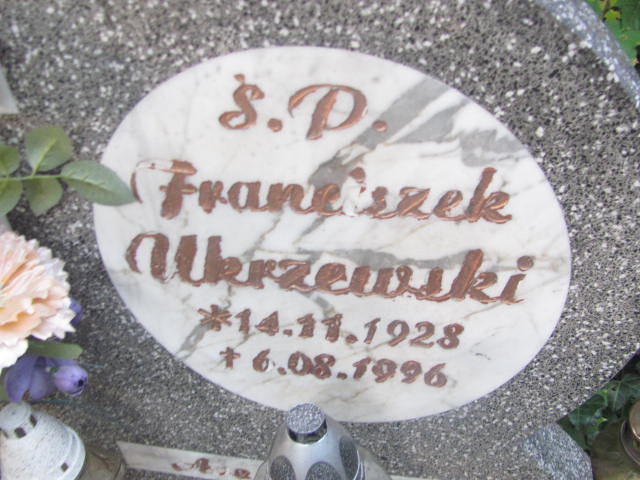 Ś.P.
Franciszek
Ukrzewski
* 14.11.1928
† 6.08.1996